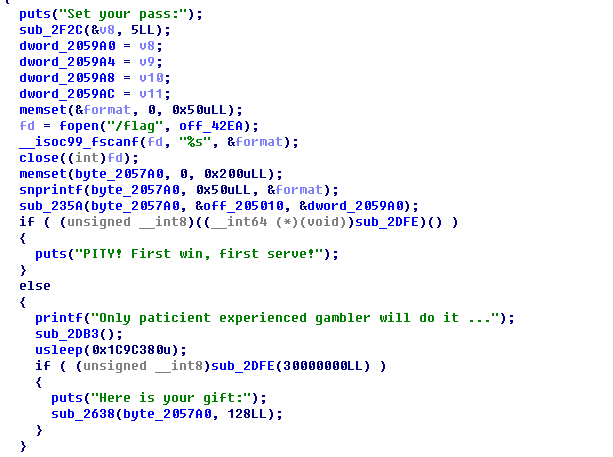 {
puts("Set your pass:");
sub_2F2C(&v8, 5LL);
dword_2059A0 = v8;
dword_2059A4 = v9;
dword_2059A8 = v10;
dword_2059AC = v11;
memset(&format, 0, 0x50uLL);
fd = fopen("/flag", off_42EA);
__isoc99_fscanf(fd, "%s", &format);
close((int)fd);
memset(byte_2057A0, 0, 0x200uLL);
snprintf(byte_2057A0, 0x50uLL, &format);
sub_235A(byte_2057A0, &off_205010, &dword_2059A0);
if ( (unsigned __int8)((__int64 (*)(void))sub_2DFE)() )
{
puts("PITY! First win, first serve!");
}
else
{
printf("Only paticient experienced gambler will do it ...");
sub_2DB3();
usleep(0x1C9C380u);
if ( (unsigned __int8)sub_2DFE(30000000LL) )
{
puts("Here is your gift:");
sub_2638(byte_2057A0, 128LL);
}
}